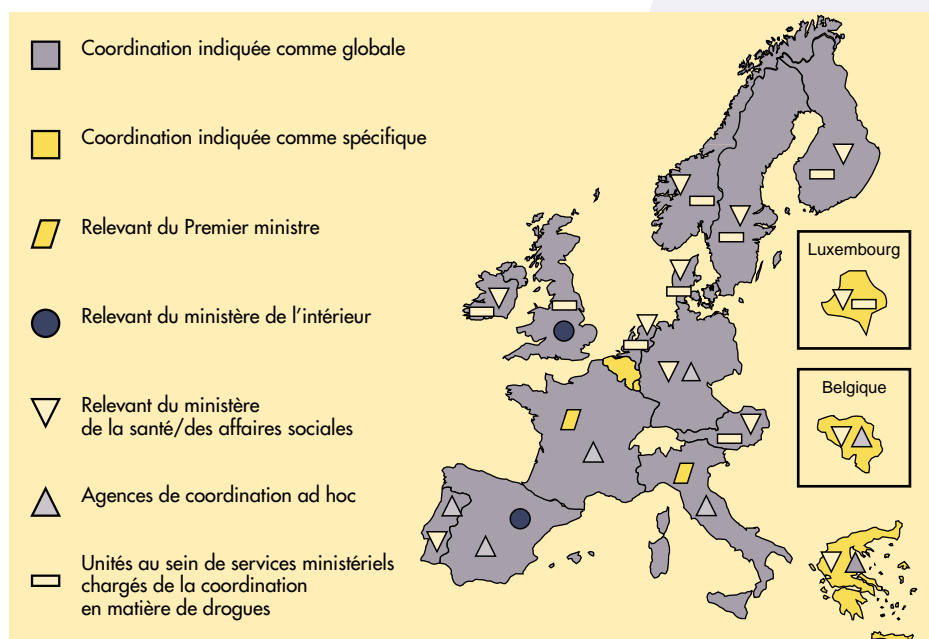 Coordination indiquée comme globale
Coordination indiquée comme spécifique
Relevant du Premier ministre
Relevant du ministère de l'intérieur
Relevant du ministère
de la santé/des affaires sociales
Agences de coordination ad hoc
Unités au sein de services ministériels
chargés de la coordination
en matière de drogues
Luxembourg
Belgique